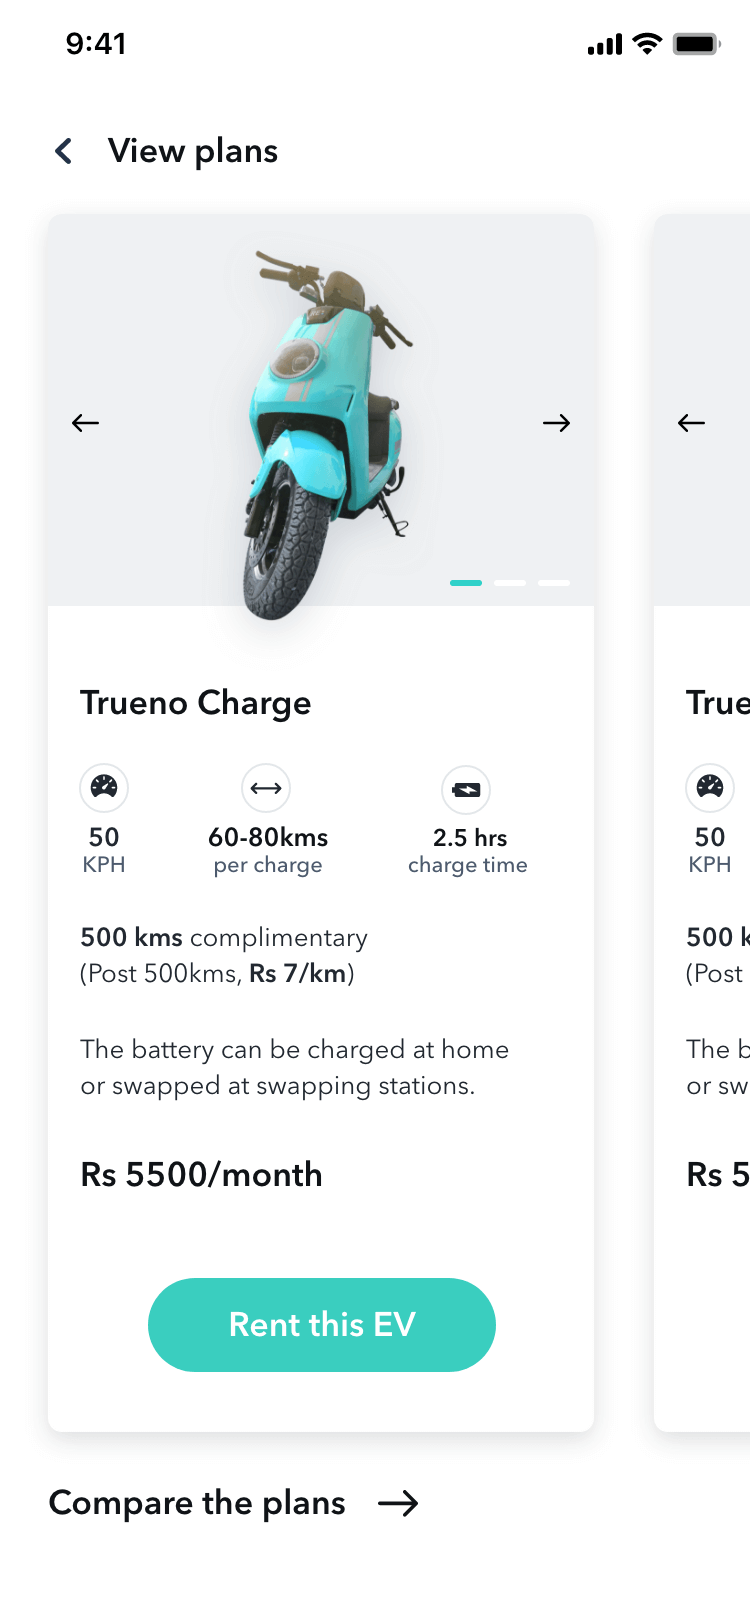 9:41
View plans
Trueno Charge
50
KPH
60-80kms
per charge
2.5 hrs
charge time
500 kms complimentary
(Post 500kms, Rs 7/km)
The battery can be charged at home
or swapped at swapping stations.
Rs 5500/month
Rent this EV
True
50
KPH
500 k
(Post
The b
or sw
Rs 5
Compare the plans